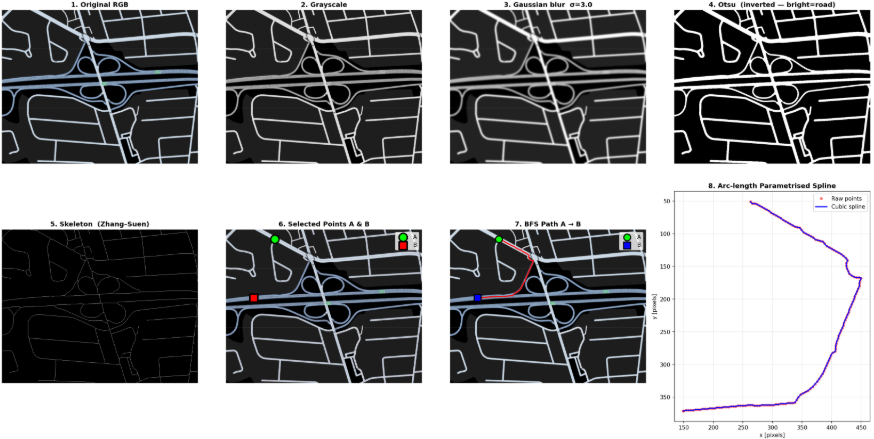 1. Original RGB
2. Grayscale
3. Gaussian blur σ=3.0
4. Otsu (inverted — bright=road)
5. Skeleton (Zhang–Suen)
6. Selected Points A & B
A
B
7. BFS Path A → B
A
B
8. Arc-length Parametrised Spline
Raw points
Cubic spline
y [pixels]
50
100
150
200
250
300
350
150
200
250
300
350
400
450
x [pixels]